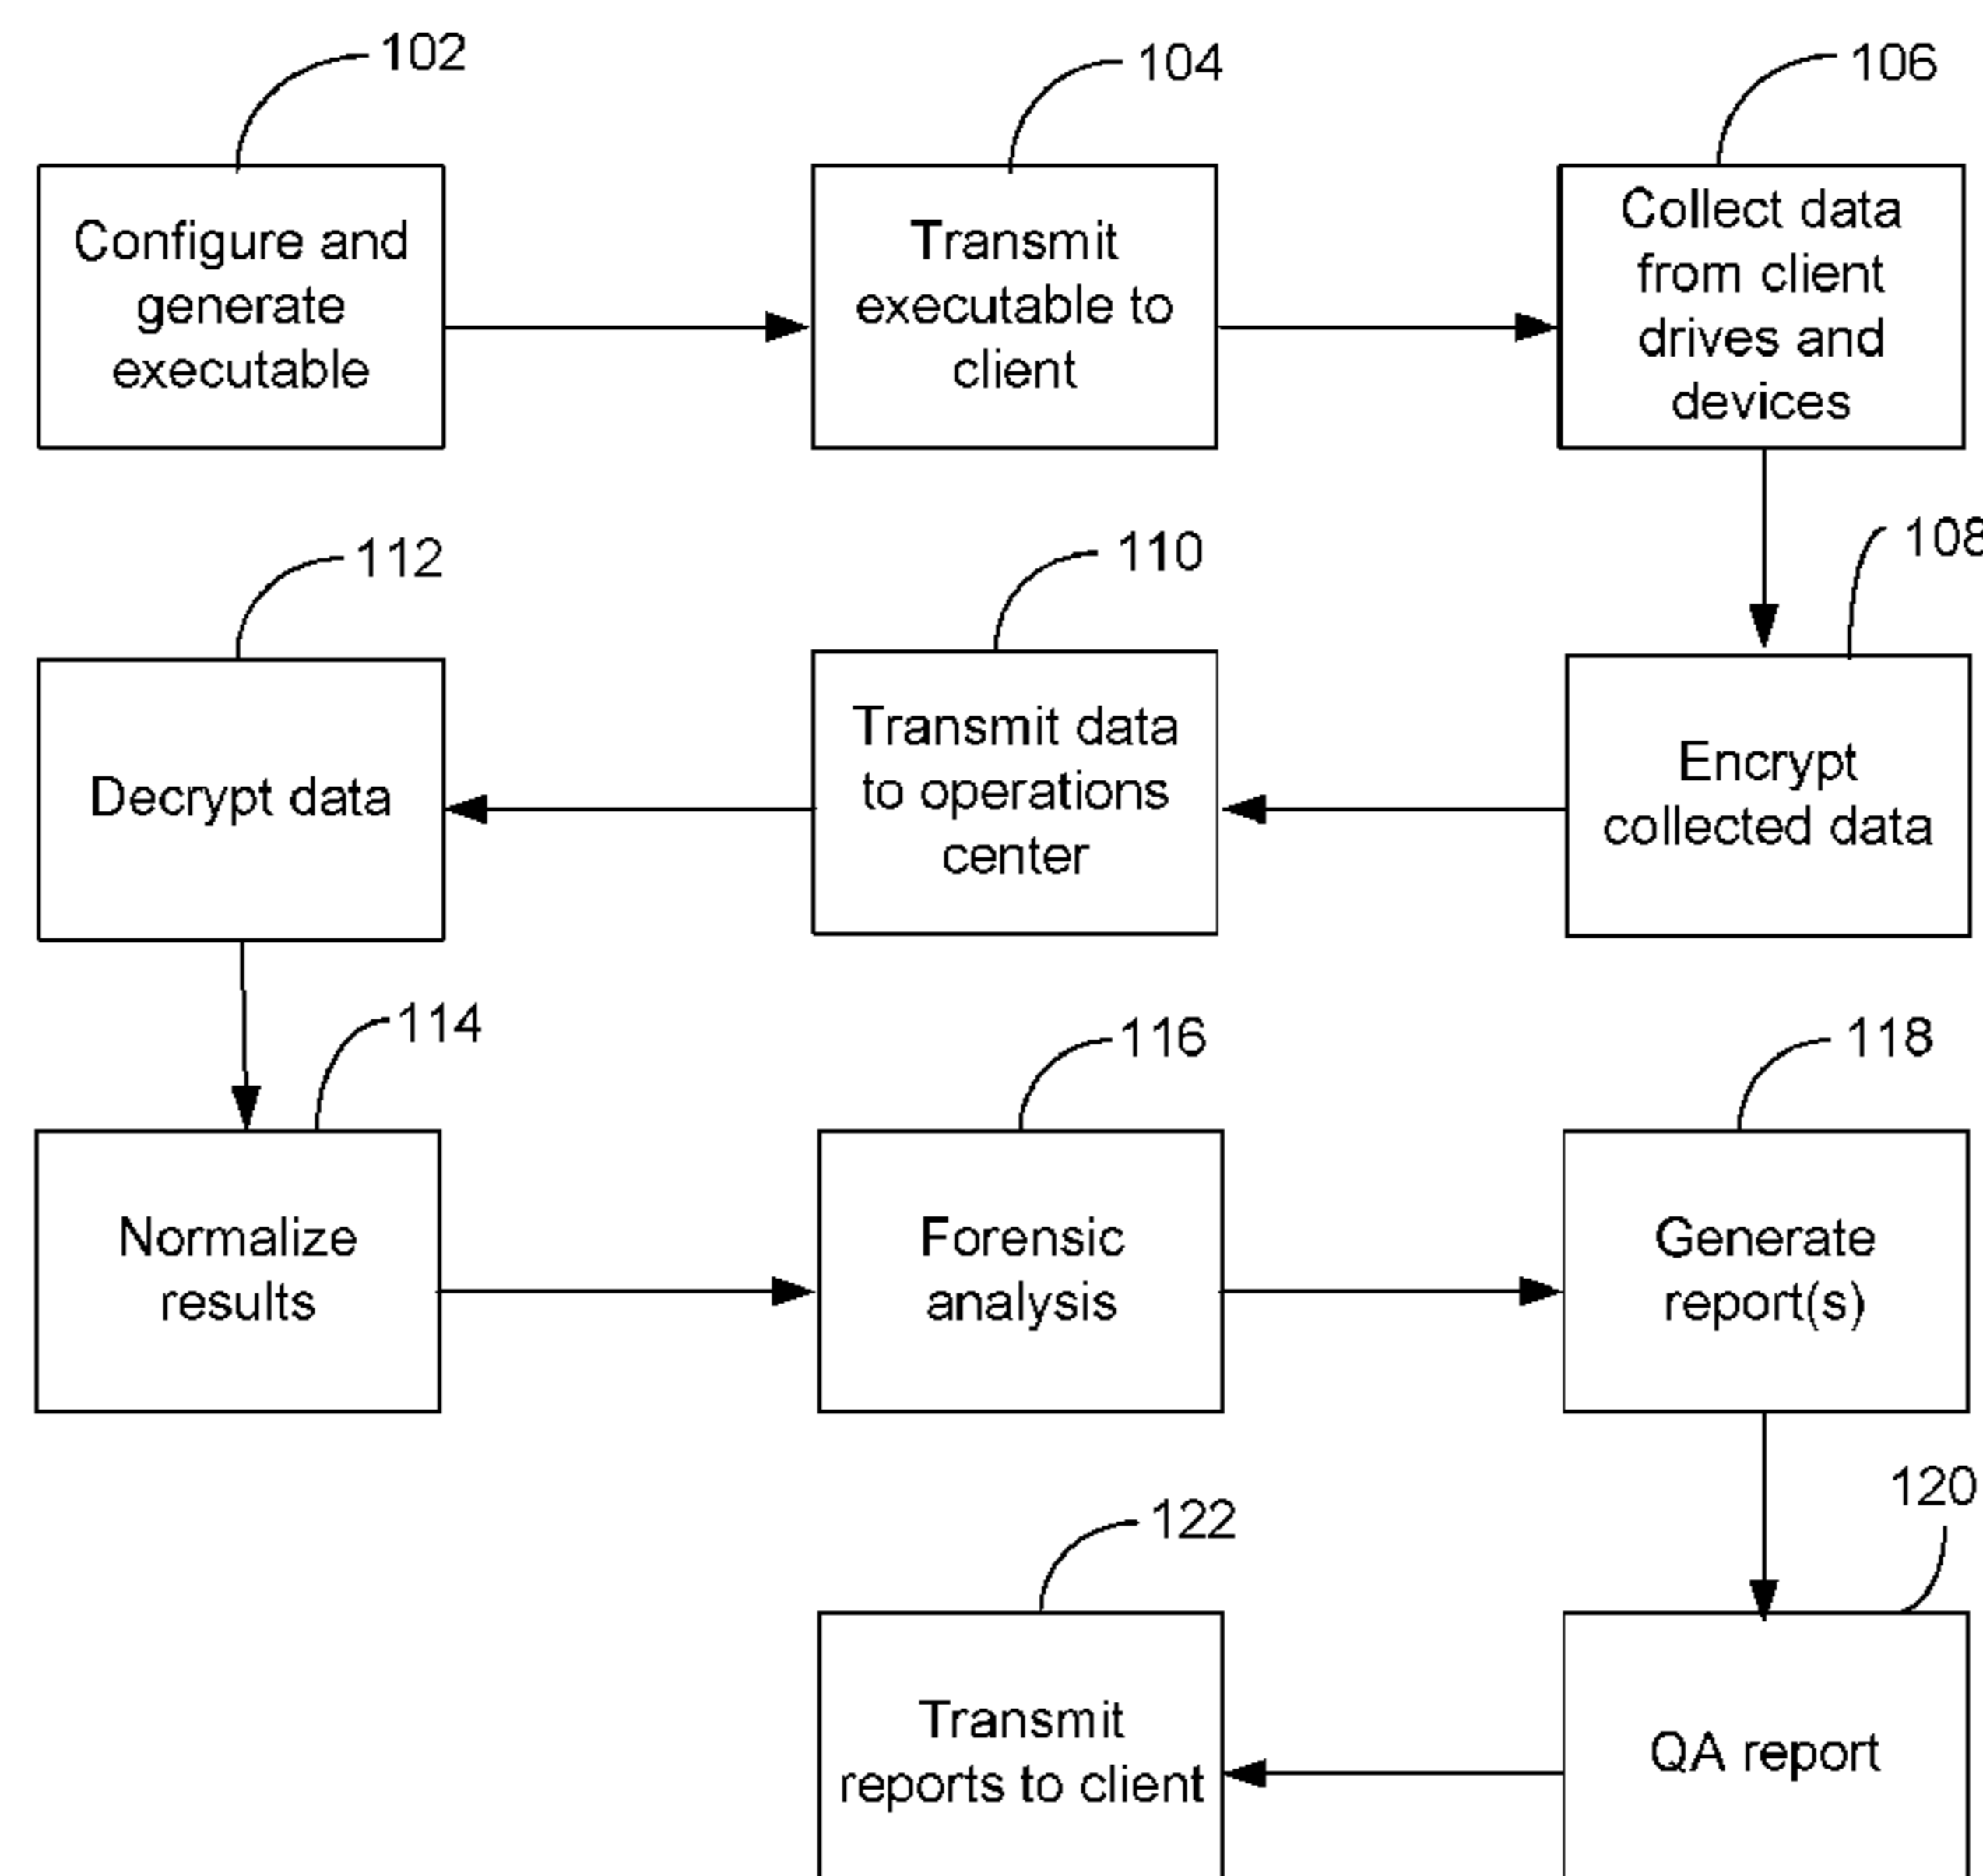 102
104
106
Configure and
generate
executable
Transmit
executable to
client
Collect data
from client
drives and
devices
112
110
108
Decrypt data
Transmit data
to operations
center
Encrypt
collected data
114
116
118
Normalize
results
Forensic
analysis
Generate
report(s)
122
120
Transmit
reports to client
QA report